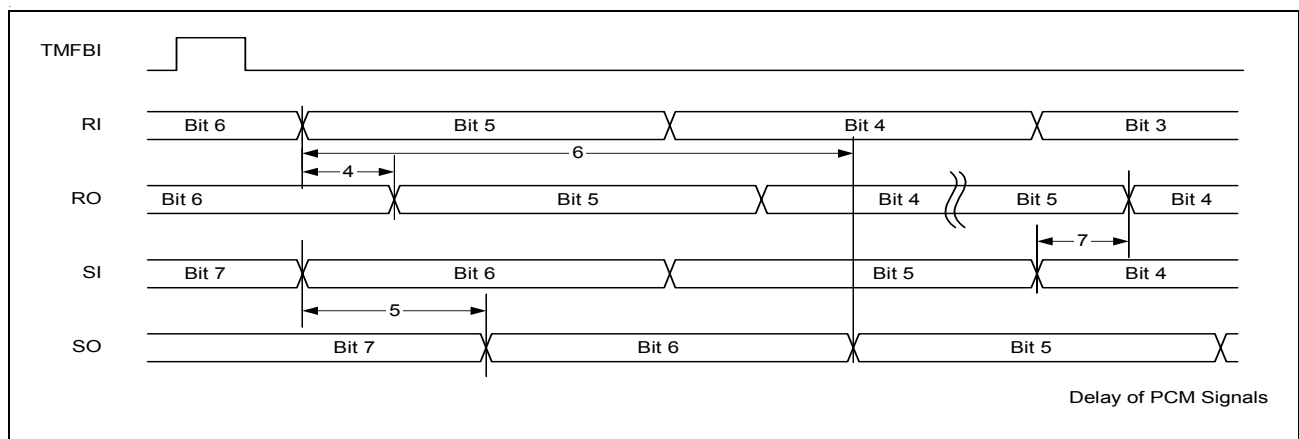 TMFBI
RI Bit 6 Bit 5 Bit 4 Bit 3
6
4
RO Bit 6 Bit 5 Bit 4 Bit 5 Bit 4
7
SI Bit 7 Bit 6 Bit 5 Bit 4
5
SO Bit 7 Bit 6 Bit 5
Delay of PCM Signals